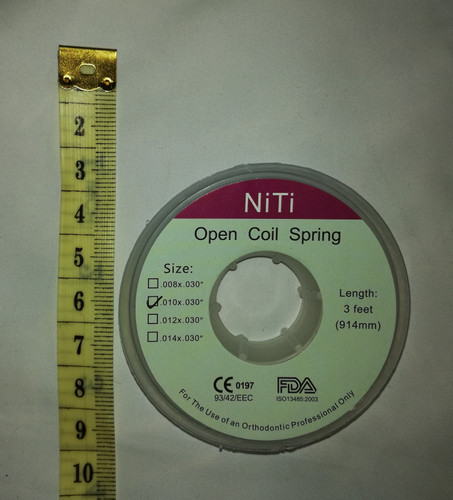 2
3
4
5
6
7
8
9
10
NiTi
Open Coil Spring
Size:
.008x.030"
.010x.030"
.012x.030"
.014x.030"
Length:
3 feet
(914mm)
CE 0197
93/42/EEC
FDA
ISO13485:2003
For The Use of an Orthodontic Professional Only